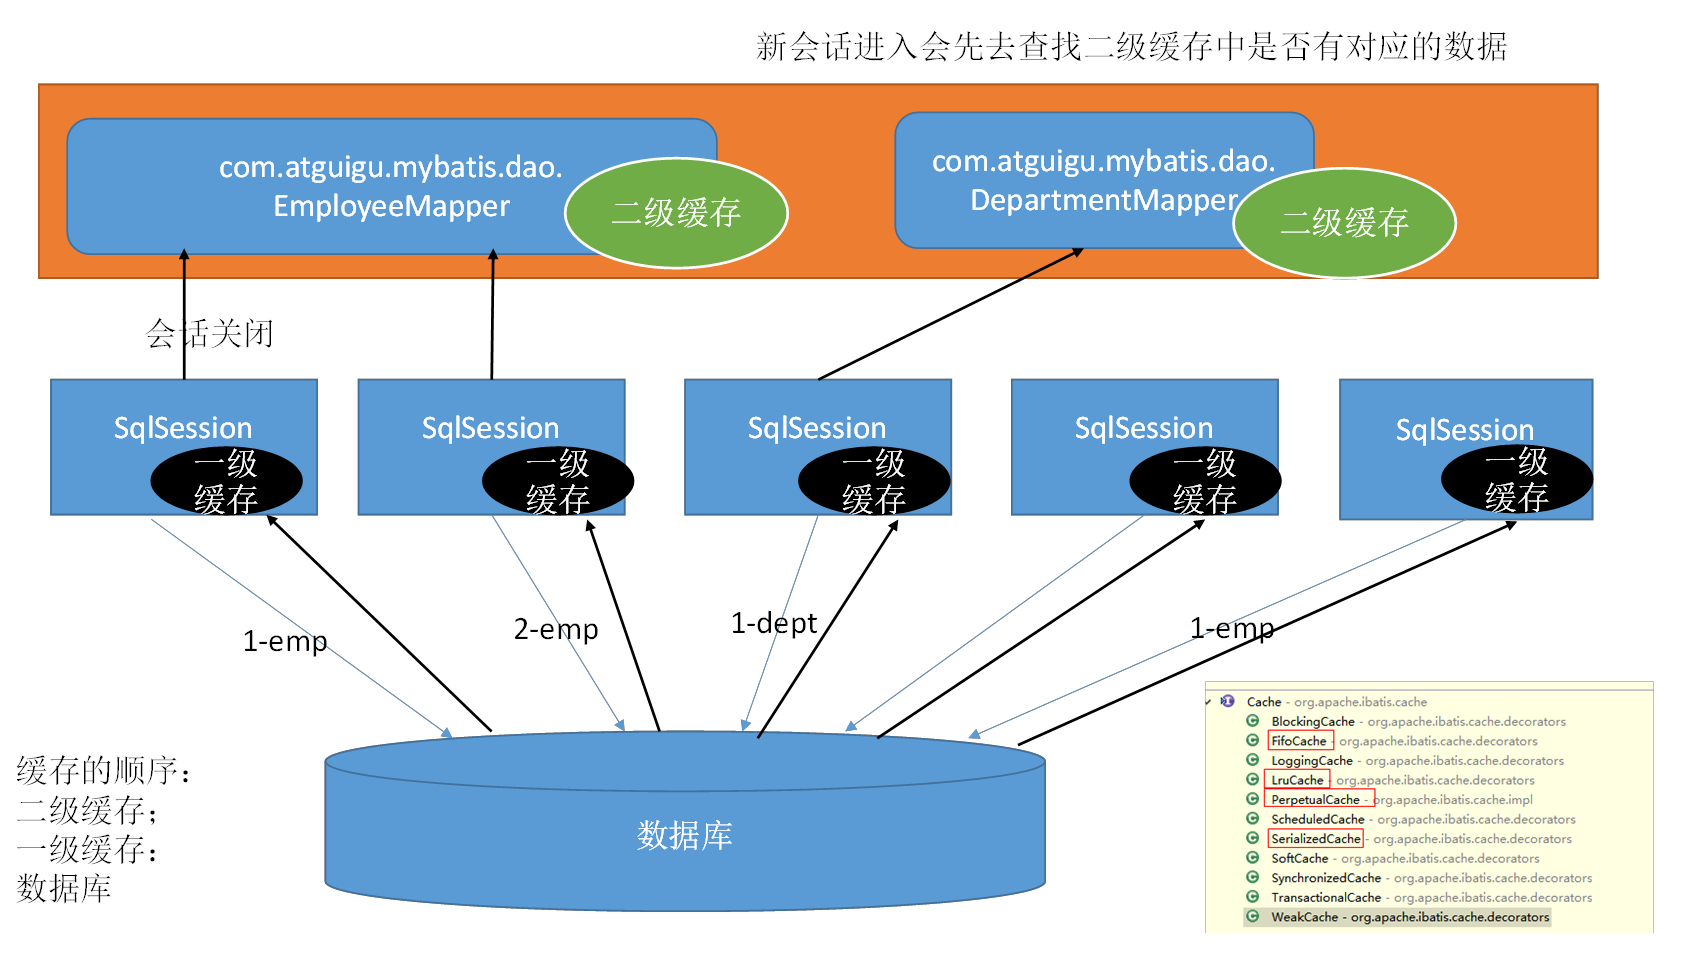 新会话进入会先去查找二级缓存中是否有对应的数据
com.atguigu.mybatis.dao.
EmployeeMapper
二级缓存
com.atguigu.mybatis.dao.
DepartmentMapper
二级缓存
会话关闭
SqlSession
一级
缓存
SqlSession
一级
缓存
SqlSession
一级
缓存
SqlSession
一级
缓存
SqlSession
一级
缓存
1-emp
2-emp
1-dept
1-emp
缓存的顺序：
二级缓存；
一级缓存：
数据库
数据库
Cache - org.apache.ibatis.cache
BlockingCache - org.apache.ibatis.cache.decorators
FifoCache - org.apache.ibatis.cache.decorators
LoggingCache - org.apache.ibatis.cache.decorators
LruCache - org.apache.ibatis.cache.decorators
PerpetualCache - org.apache.ibatis.cache.impl
ScheduledCache - org.apache.ibatis.cache.decorators
SerializedCache - org.apache.ibatis.cache.decorators
SoftCache - org.apache.ibatis.cache.decorators
SynchronizedCache - org.apache.ibatis.cache.decorators
TransactionalCache - org.apache.ibatis.cache.decorators
WeakCache - org.apache.ibatis.cache.decorators